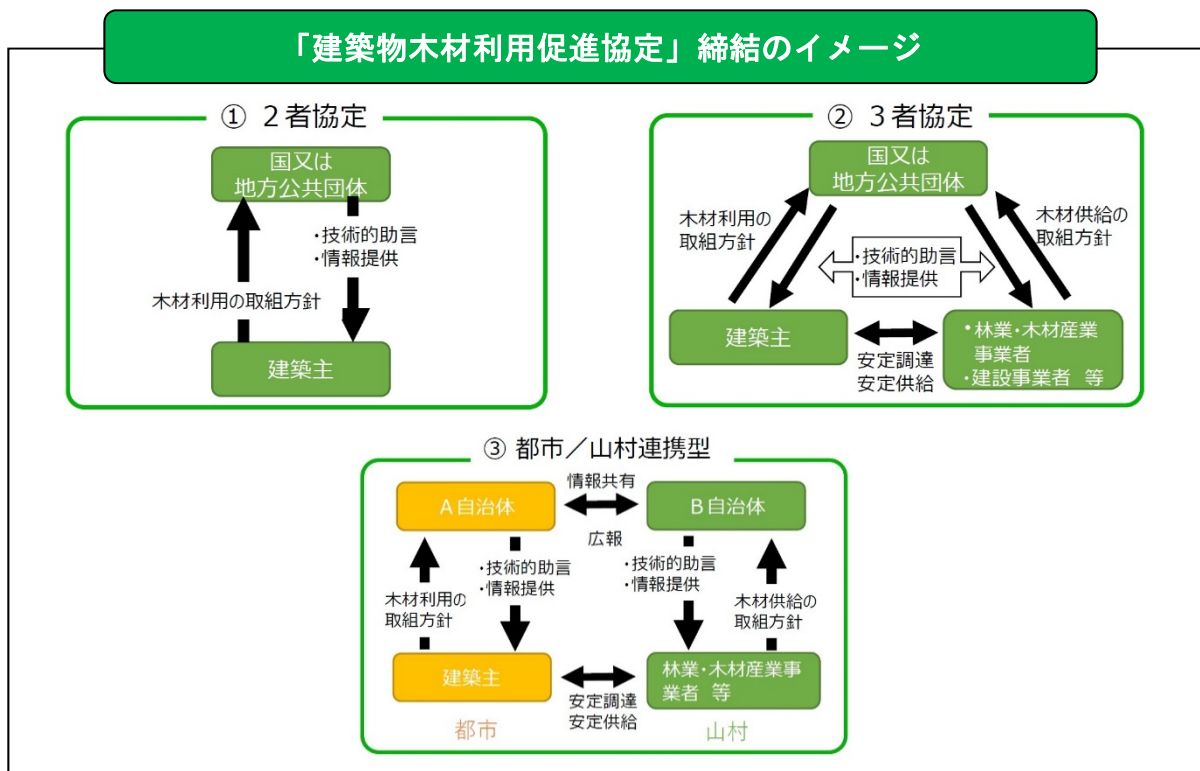 「建築物木材利用促進協定」締結のイメージ
① 2者協定
国又は
地方公共団体
・技術的助言
・情報提供
木材利用の取組方針
建築主
② 3者協定
国又は
地方公共団体
木材利用の
取組方針
木材供給の
取組方針
・技術的助言
・情報提供
建築主
安定調達
安定供給
・林業・木材産業
事業者
・建設事業者 等
③ 都市／山村連携型
A自治体
情報共有
広報
B自治体
・技術的助言
・情報提供
・技術的助言
・情報提供
木材利用の
取組方針
木材供給の
取組方針
建築主
安定調達
安定供給
林業・木材産業事
業者 等
都市
山村